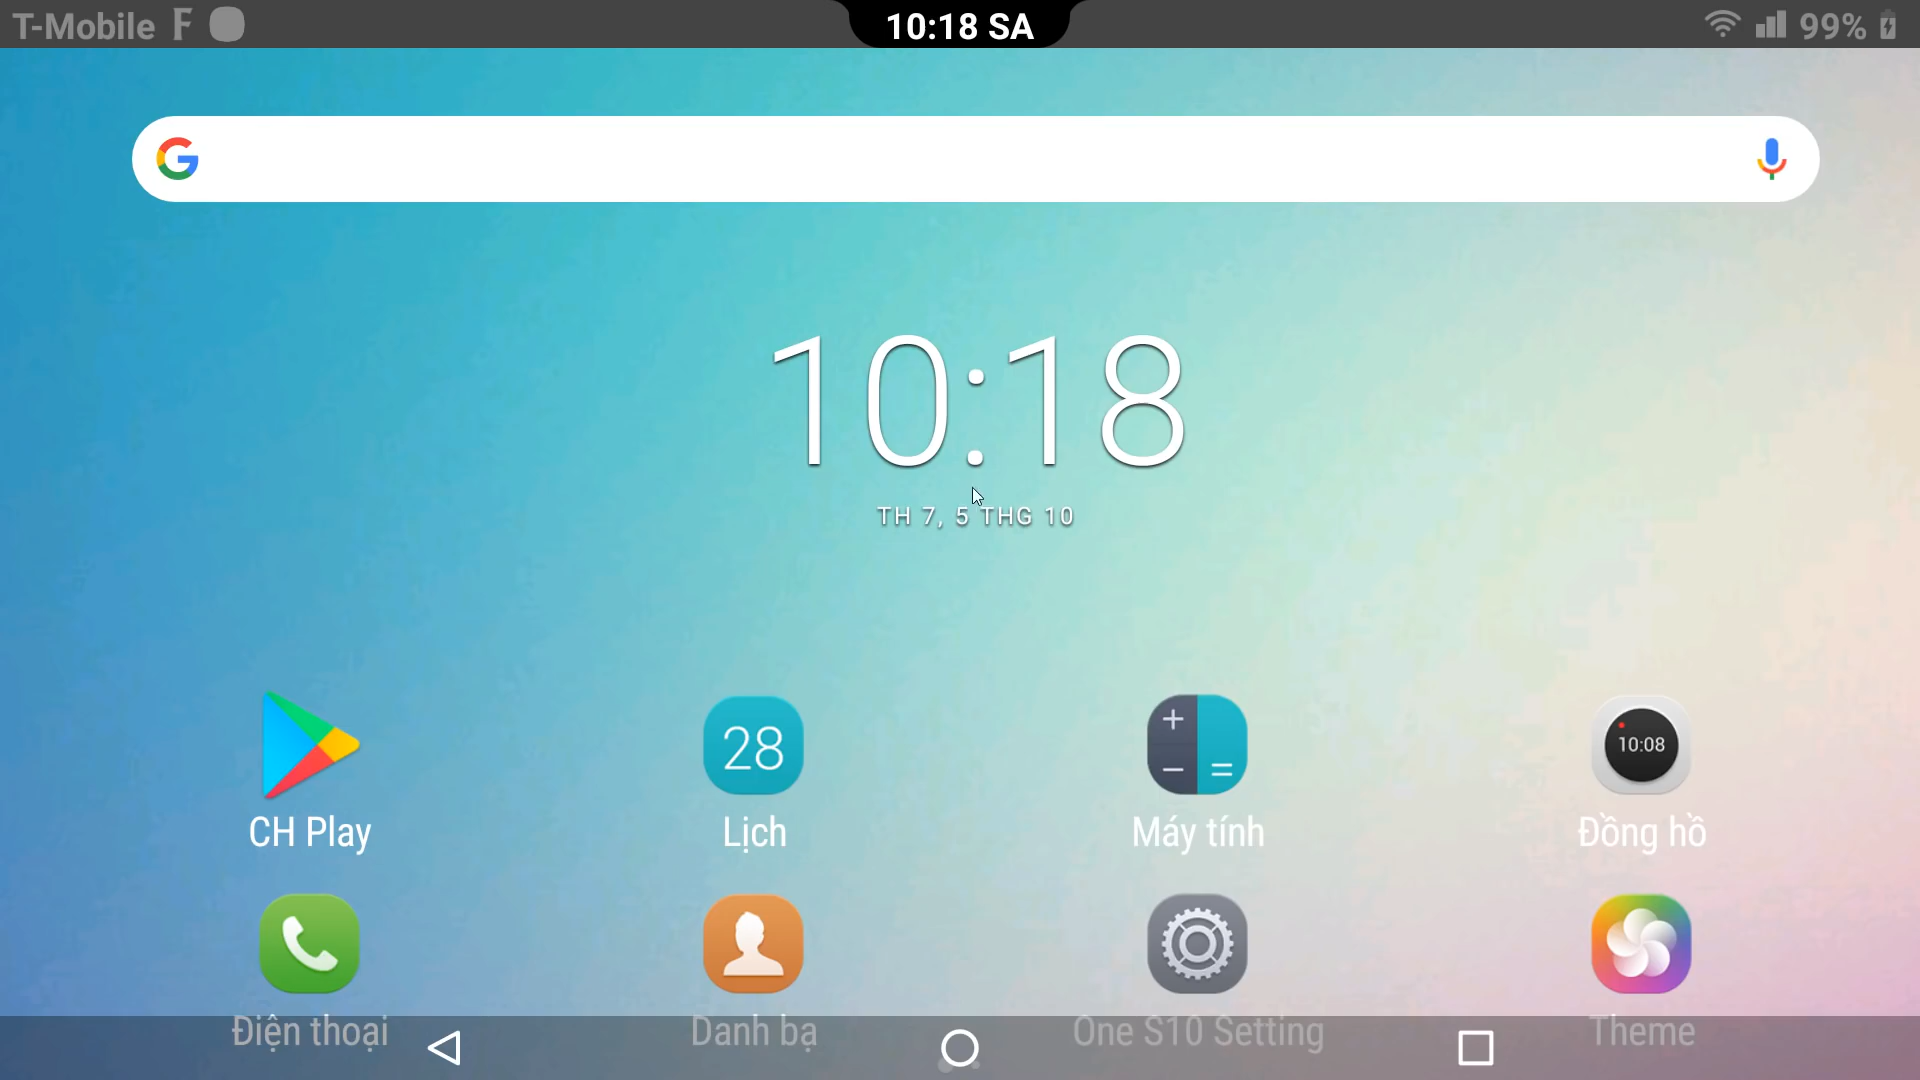 T-Mobile F
10:18 SA
99%
G
10:18
TH 7, 5 THG 10
28
+ − =
10:08
CH Play
Lịch
Máy tính
Đồng hồ
Điện thoại
Danh bạ
One S10 Setting
Theme